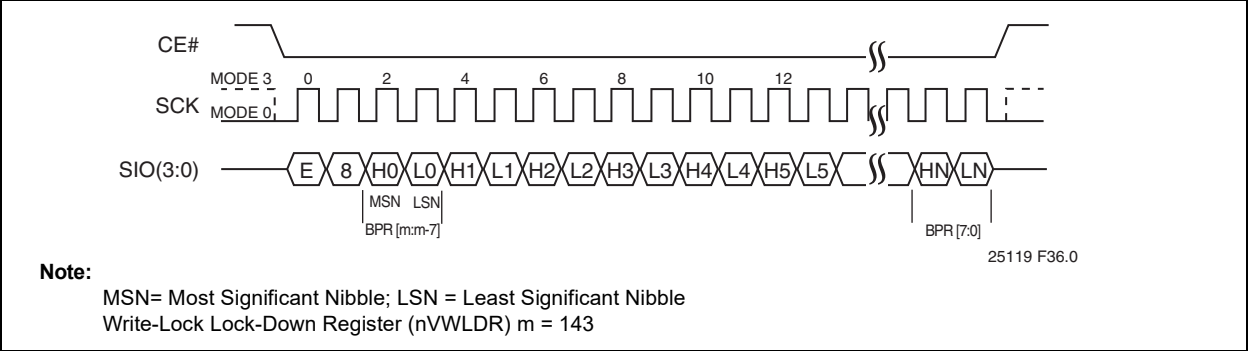 CE#
MODE 3 0 2 4 6 8 10 12
SCK MODE 0
SIO(3:0) E 8 H0 L0 H1 L1 H2 L2 H3 L3 H4 L4 H5 L5 HN LN
MSN LSN
BPR [m:m-7] BPR [7:0]
25119 F36.0
Note:
MSN= Most Significant Nibble; LSN = Least Significant Nibble
Write-Lock Lock-Down Register (nVWLDR) m = 143